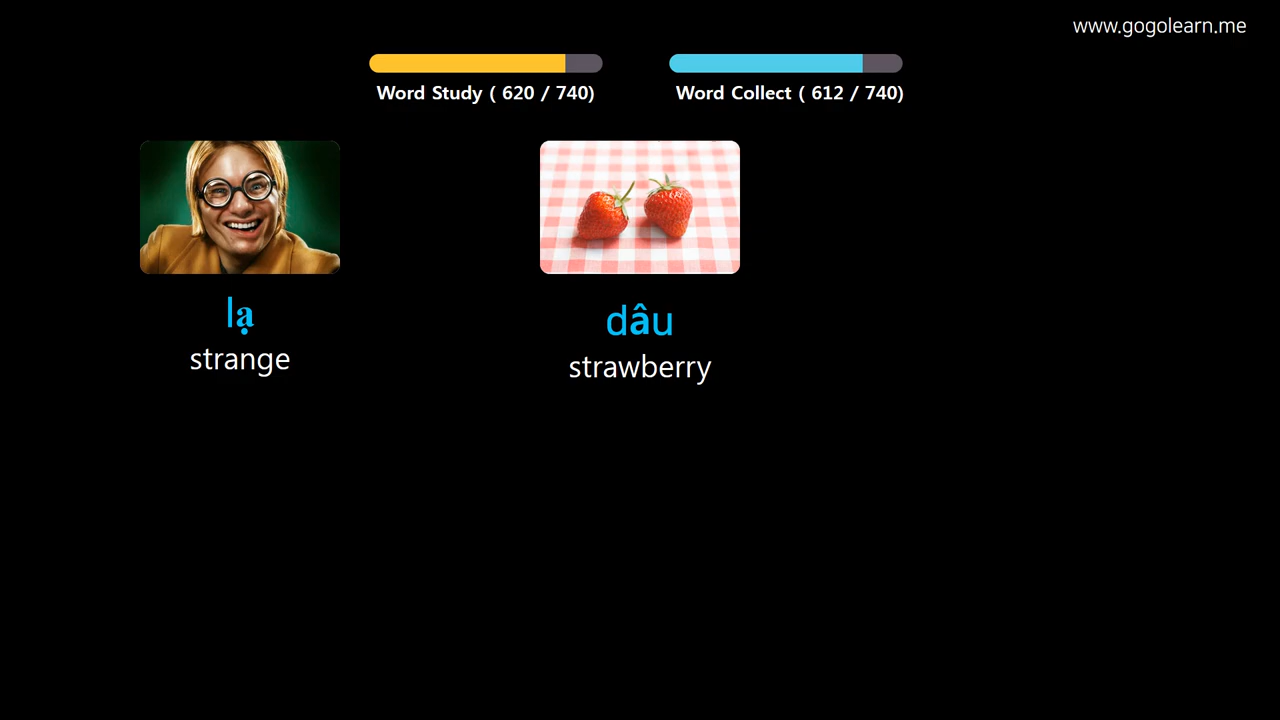 www.gogolearn.me
Word Study ( 620 / 740)
Word Collect ( 612 / 740)
lạ
strange
dâu
strawberry